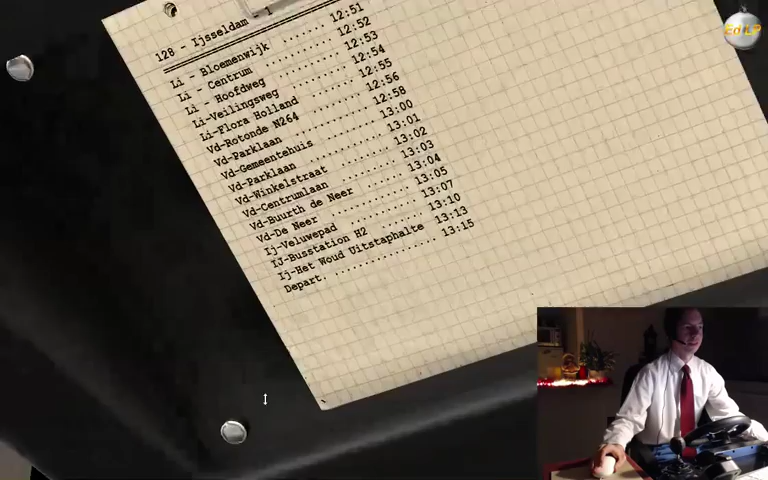 128 - Ijsseldam 1
Li - Bloemenwijk .......... 12:51
Li - Centrum .......... 12:52
Li - Hoofdweg .......... 12:53
Li-Veilingsweg .......... 12:54
Li-Flora Holland .......... 12:55
Vd-Rotonde N264 .......... 12:56
Vd-Parklaan .......... 12:58
Vd-Gemeentehuis .......... 13:00
Vd-Parklaan .......... 13:01
Vd-Winkelstraat .......... 13:02
Vd-Centrumlaan .......... 13:03
Vd-Buurth de Neer .......... 13:04
Vd-De Neer .......... 13:05
Ij-Veluwepad .......... 13:07
IJ-Busstation H2 .......... 13:10
Ij-Het Woud Uitstaphalte .. 13:13
Depart. .......... 13:15
Ed LP